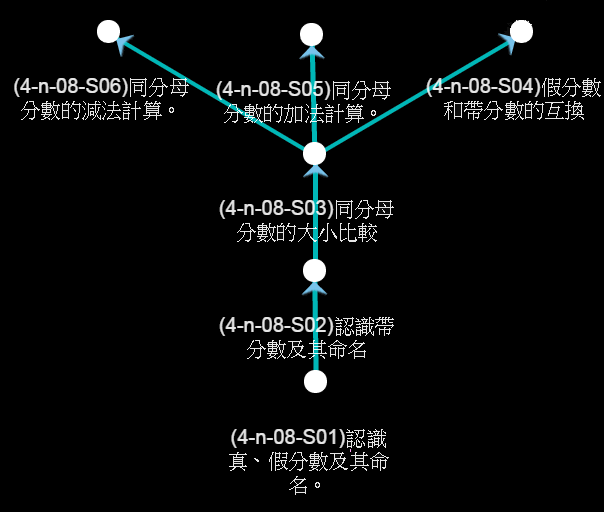 (4-n-08-S06)同分母
分數的減法計算。
(4-n-08-S05)同分母
分數的加法計算。
(4-n-08-S04)假分數
和帶分數的互換
(4-n-08-S03)同分母
分數的大小比較
(4-n-08-S02)認識帶
分數及其命名
(4-n-08-S01)認識
真、假分數及其命
名。